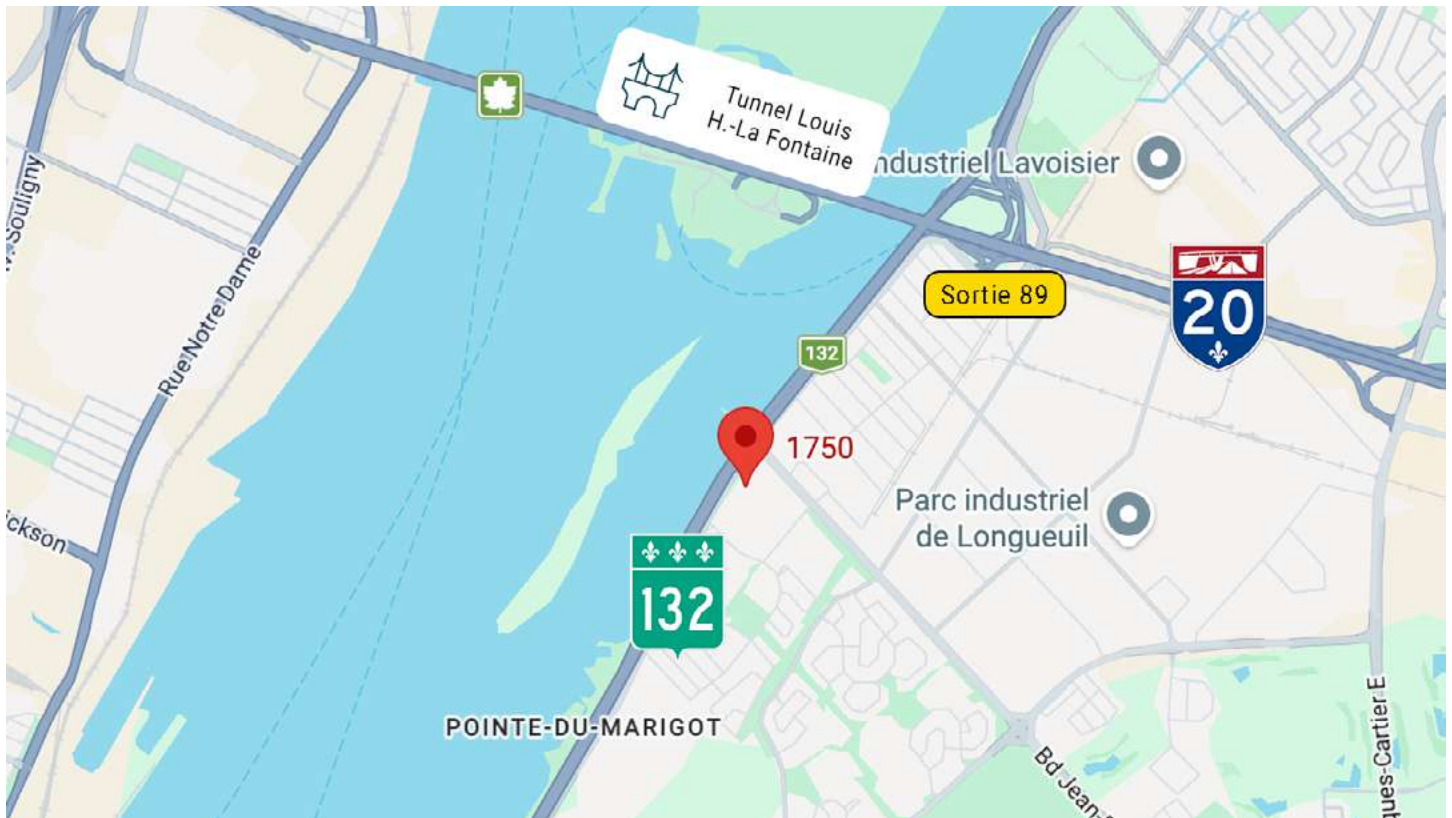 Tunnel Louis
H.-La Fontaine
ndustriel Lavoisier
v. Souligny
Rue Notre Dame
Sortie 89
20
132
1750
Parc industriel
de Longueuil
ickson
132
POINTE-DU-MARIGOT
Bd Jean-
ques-Cartier E